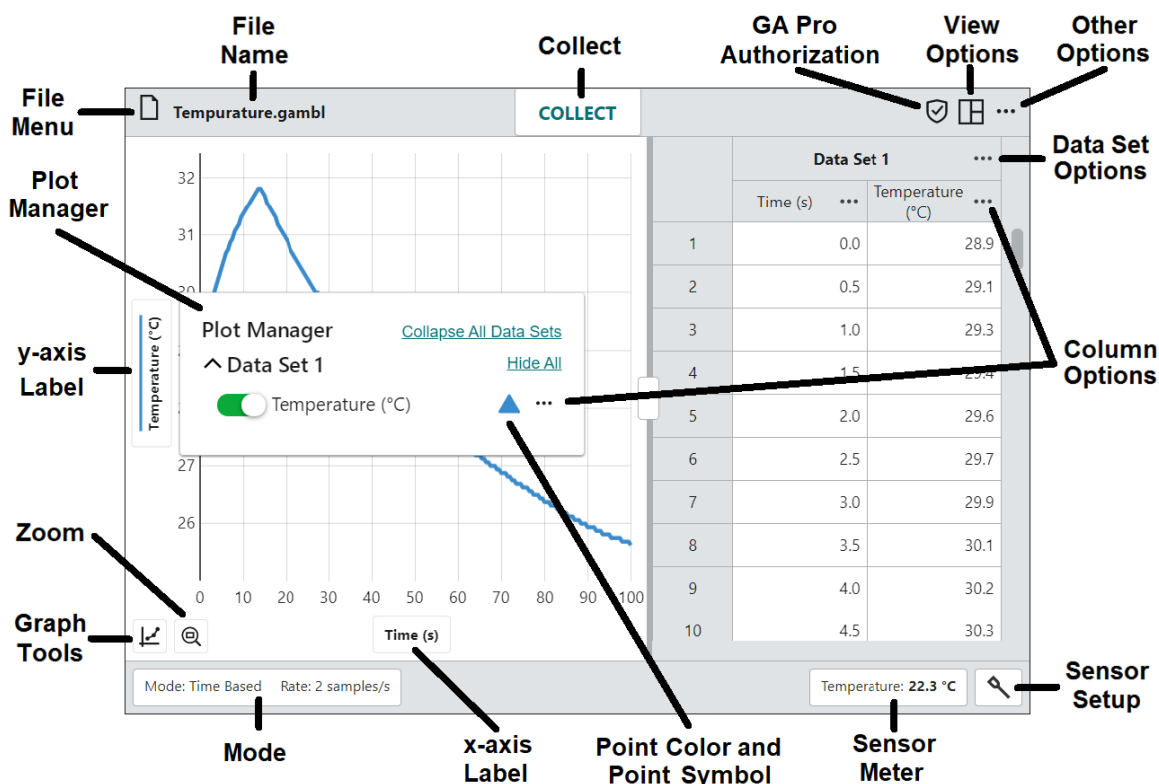 File
Name
Collect
GA Pro
Authorization
View
Options
Other
Options
File
Menu
Tempurature.gambl
COLLECT
Data Set 1
Data Set
Options
Plot
Manager
Time (s)
Temperature
(°C)
32
31
30
27
26
1 0.0 28.9
2 0.5 29.1
3 1.0 29.3
4 1.5 29.4
5 2.0 29.6
6 2.5 29.7
7 3.0 29.9
8 3.5 30.1
9 4.0 30.2
10 4.5 30.3
Plot Manager
Collapse All Data Sets
Data Set 1
Hide All
Temperature (°C)
y-axis
Label
Temperature (°C)
Column
Options
Zoom
0 10 20 30 40 50 60 70 80 90 100
Graph
Tools
Time (s)
Mode: Time Based Rate: 2 samples/s
Temperature: 22.3 °C
Sensor
Setup
Mode
x-axis
Label
Point Color and
Point Symbol
Sensor
Meter